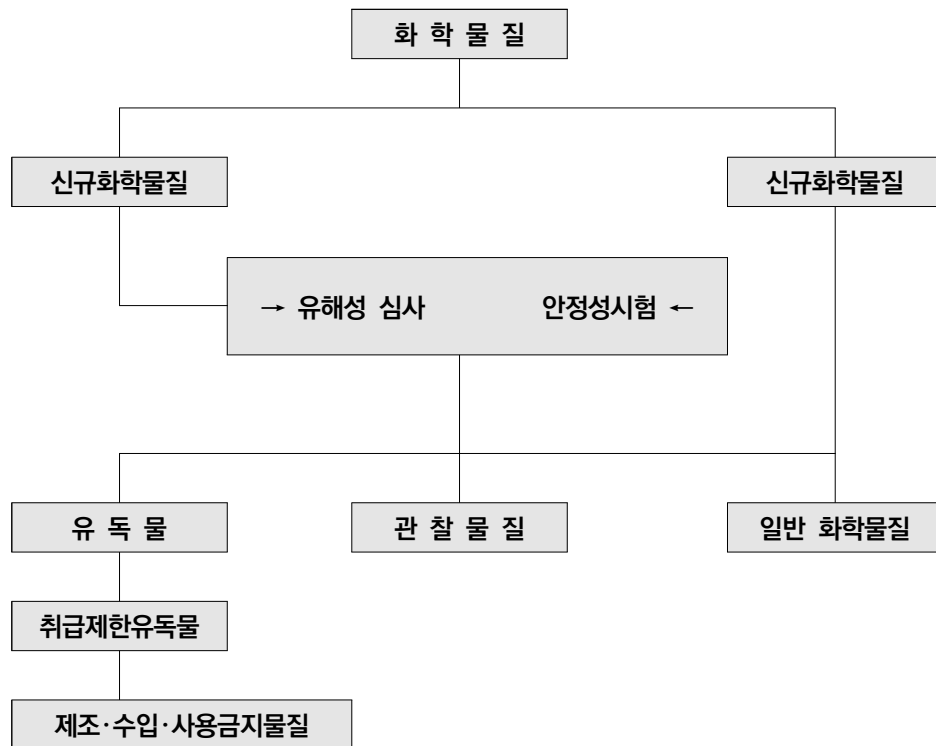 화 학 물 질
신규화학물질
신규화학물질
→ 유해성 심사 안정성시험 ←
유 독 물
관 찰 물 질
일반 화학물질
취급제한유독물
제조·수입·사용금지물질